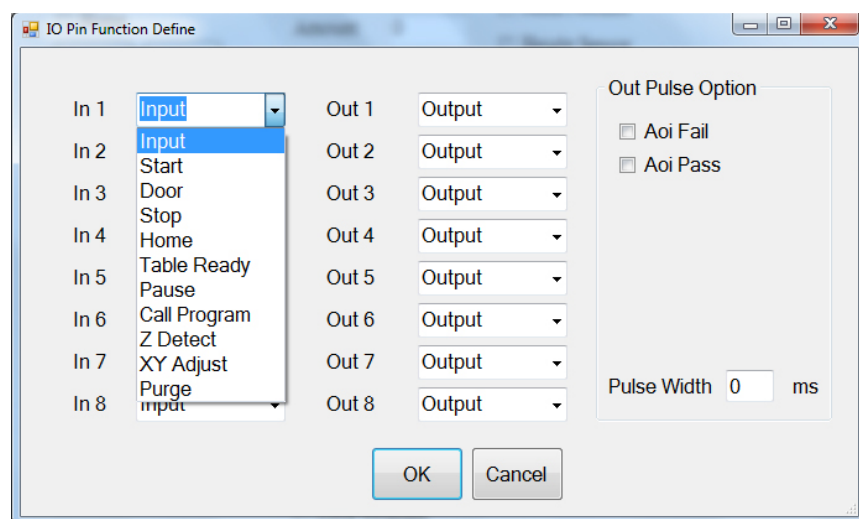 IO Pin Function Define
In 1 Input Out 1 Output
In 2 Out 2 Output
In 3 Out 3 Output
In 4 Out 4 Output
In 5 Out 5 Output
In 6 Out 6 Output
In 7 Out 7 Output
In 8 Input Out 8 Output
Input
Start
Door
Stop
Home
Table Ready
Pause
Call Program
Z Detect
XY Adjust
Purge
Out Pulse Option
Aoi Fail
Aoi Pass
Pulse Width 0 ms
OK Cancel